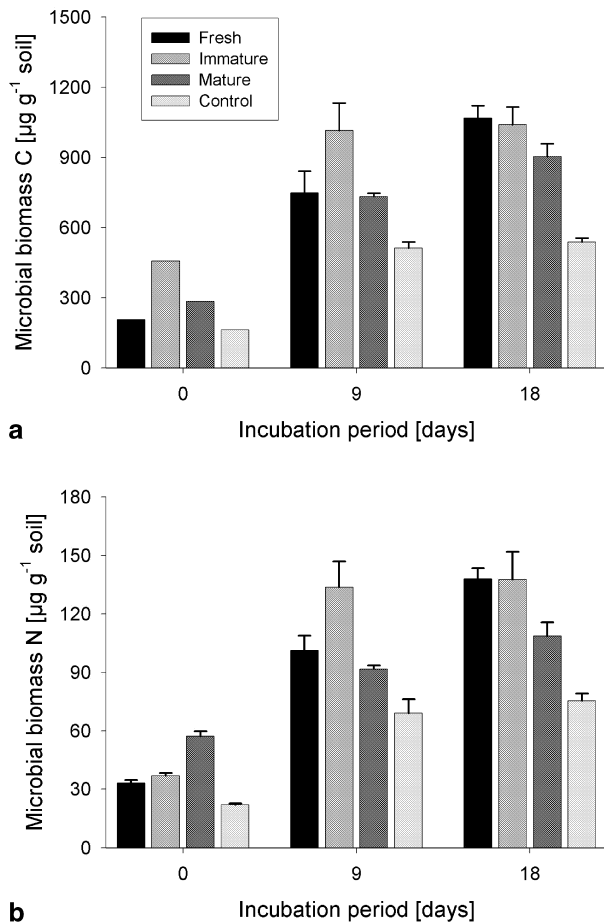 1500
1200
900
600
300
0
Microbial biomass C [µg g⁻¹ soil]
Fresh
Immature
Mature
Control
0 9 18
Incubation period [days]
a
180
150
120
90
60
30
0
Microbial biomass N [µg g⁻¹ soil]
0 9 18
Incubation period [days]
b